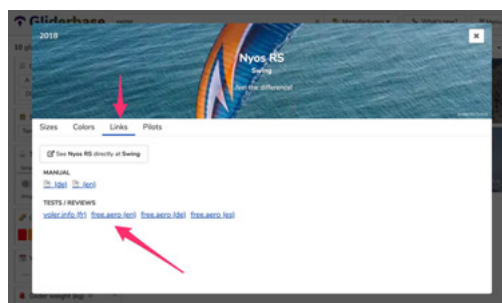 Gliderbase
2018
Nyos RS
Swing
Feel the difference!
Sizes Colors Links Pilots
See Nyos RS directly at Swing
MANUAL
(de) (en)
TESTS / REVIEWS
voler.info (fr) free.aero (en) free.aero (de) free.aero (es)